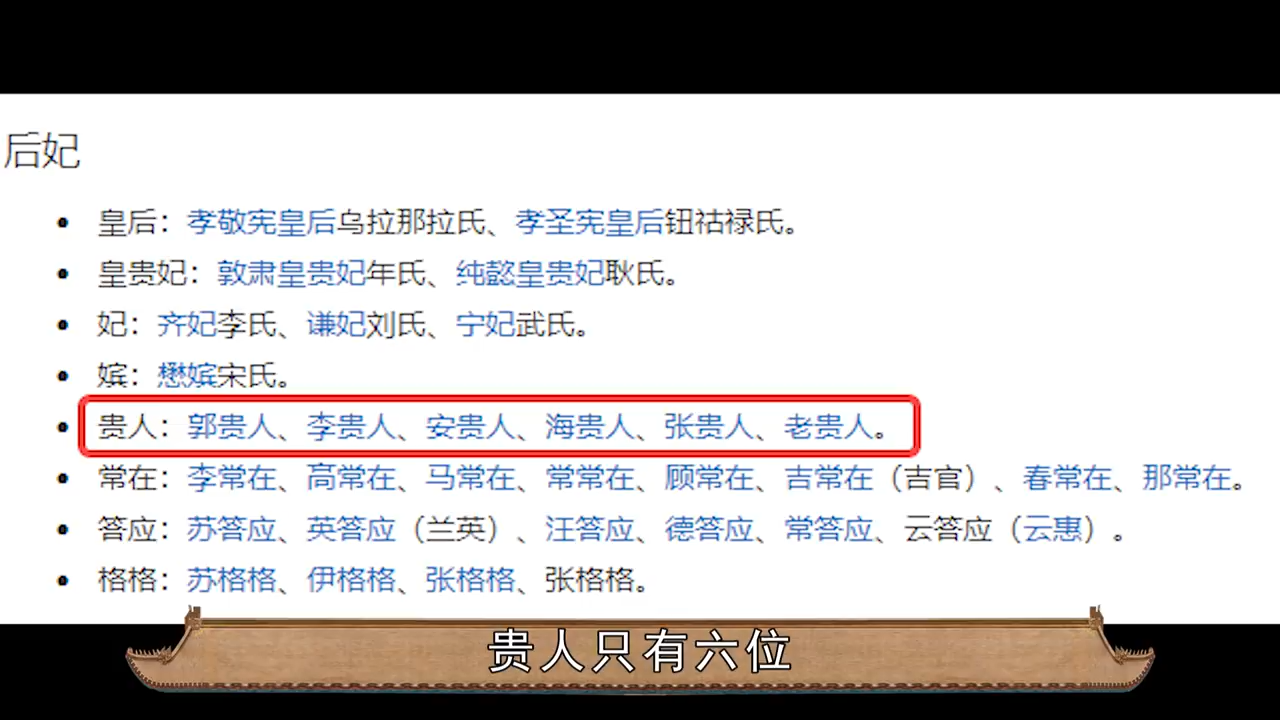 后妃
皇后：孝敬宪皇后乌拉那拉氏、孝圣宪皇后钮祜禄氏。
皇贵妃：敦肃皇贵妃年氏、纯懿皇贵妃耿氏。
妃：齐妃李氏、谦妃刘氏、宁妃武氏。
嫔：懋嫔宋氏。
贵人：郭贵人、李贵人、安贵人、海贵人、张贵人、老贵人。
常在：李常在、高常在、马常在、常常在、顾常在、吉常在（吉官）、春常在、那常在。
答应：苏答应、英答应（兰英）、汪答应、德答应、常答应、云答应（云惠）。
格格：苏格格、伊格格、张格格、张格格。
贵人只有六位